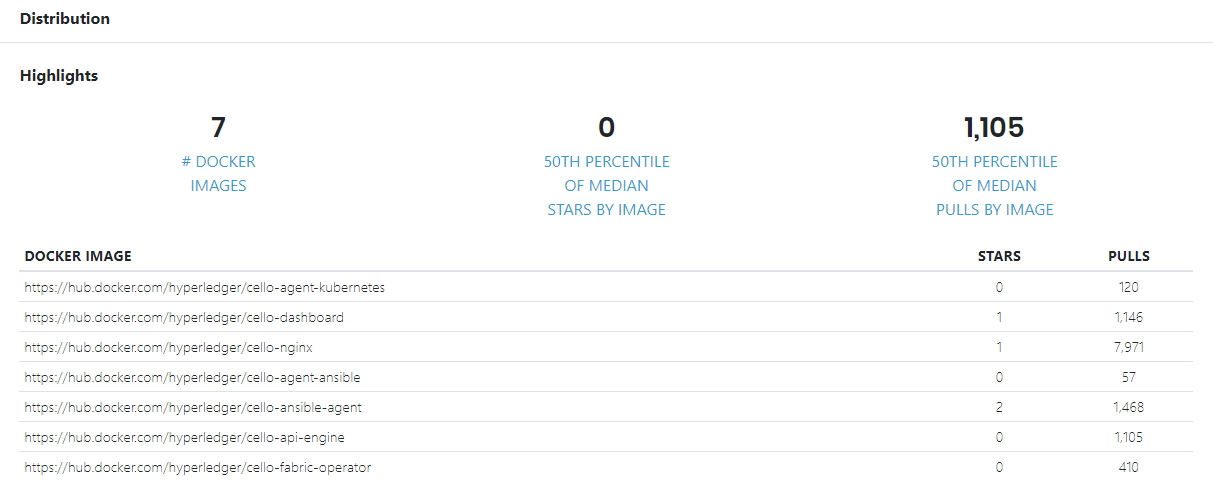 Distribution
Highlights
7 0 1,105
# DOCKER 50TH PERCENTILE 50TH PERCENTILE
IMAGES OF MEDIAN OF MEDIAN
STARS BY IMAGE PULLS BY IMAGE
DOCKER IMAGE STARS PULLS
https://hub.docker.com/hyperledger/cello-agent-kubernetes 0 120
https://hub.docker.com/hyperledger/cello-dashboard 1 1,146
https://hub.docker.com/hyperledger/cello-nginx 1 7,971
https://hub.docker.com/hyperledger/cello-agent-ansible 0 57
https://hub.docker.com/hyperledger/cello-ansible-agent 2 1,468
https://hub.docker.com/hyperledger/cello-api-engine 0 1,105
https://hub.docker.com/hyperledger/cello-fabric-operator 0 410